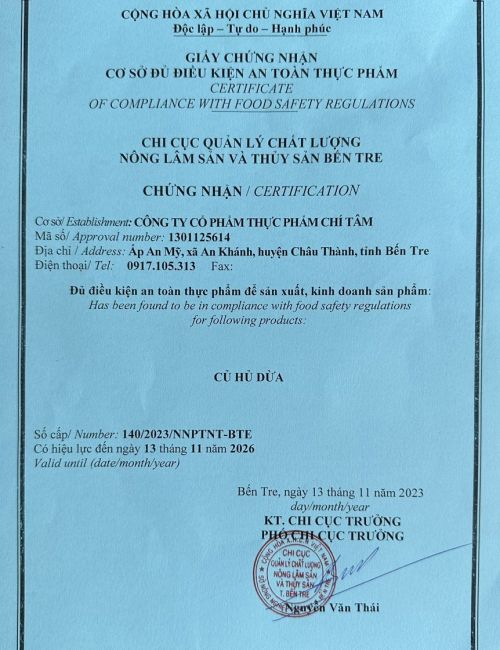 CỘNG HÒA XÃ HỘI CHỦ NGHĨA VIỆT NAM
Độc lập – Tự do – Hạnh phúc
GIẤY CHỨNG NHẬN
CƠ SỞ ĐỦ ĐIỀU KIỆN AN TOÀN THỰC PHẨM
CERTIFICATE
OF COMPLIANCE WITH FOOD SAFETY REGULATIONS
CHI CỤC QUẢN LÝ CHẤT LƯỢNG
NÔNG LÂM SẢN VÀ THỦY SẢN BẾN TRE
CHỨNG NHẬN / CERTIFICATION
Cơ sở/ Establishment: CÔNG TY CỔ PHẦM THỰC PHẨM CHÍ TÂM
Mã số/ Approval number: 1301125614
Địa chỉ / Address: Ấp An Mỹ, xã An Khánh, huyện Châu Thành, tỉnh Bến Tre
Điện thoại/ Tel: 0917.105.313 Fax:
Đủ điều kiện an toàn thực phẩm để sản xuất, kinh doanh sản phẩm:
Has been found to be in compliance with food safety regulations
for following products:
CỦ HỦ DỪA
Số cấp/ Number: 140/2023/NNPTNT-BTE
Có hiệu lực đến ngày 13 tháng 11 năm 2026
Valid until (date/month/year)
Bến Tre, ngày 13 tháng 11 năm 2023
day/month/year
KT. CHI CỤC TRƯỞNG
PHÓ CHI CỤC TRƯỞNG
CHI CỤC
QUẢN LÝ CHẤT LƯỢNG
NÔNG LÂM SẢN
VÀ THỦY SẢN
T. BẾN TRE
Nguyễn Văn Thái